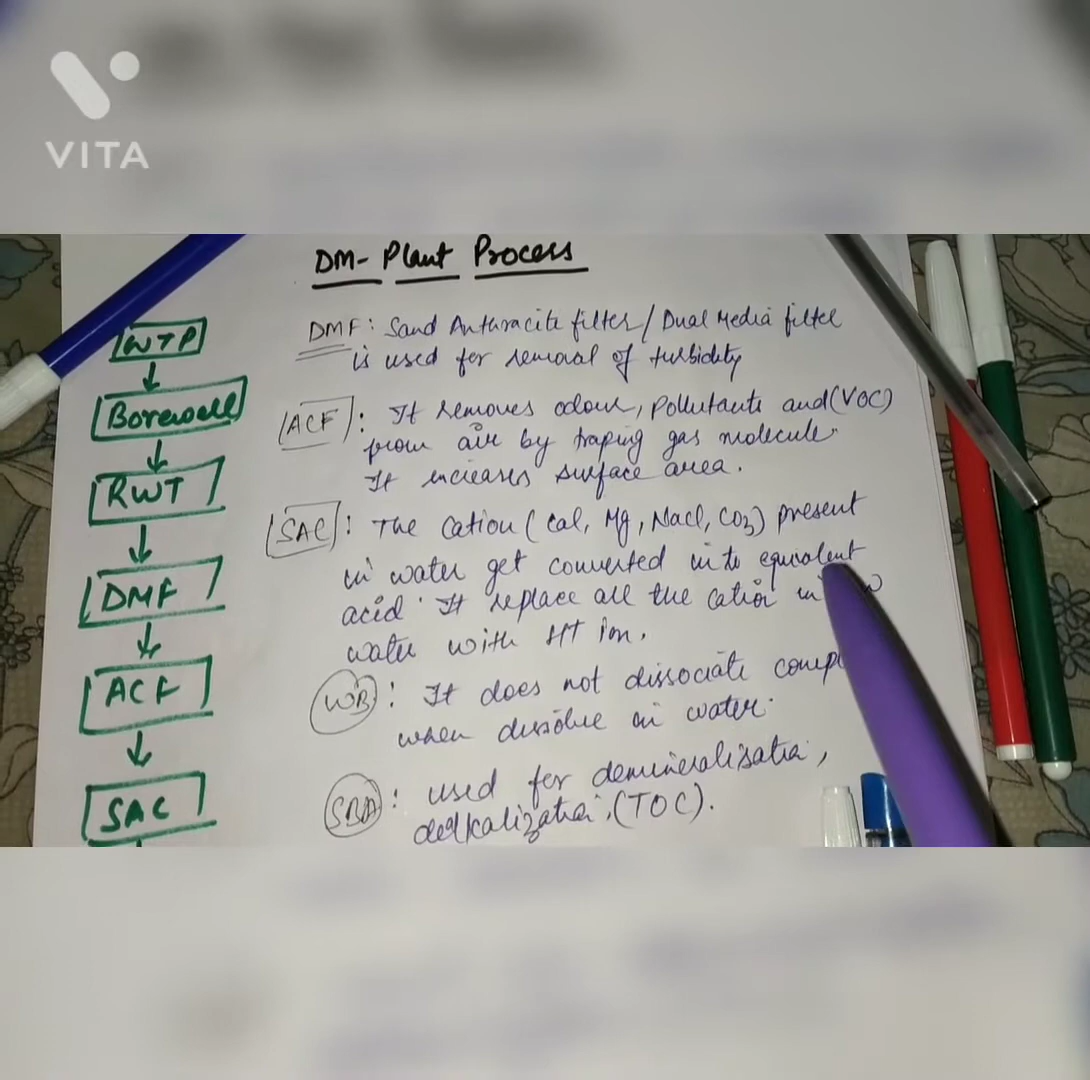 VITA
DM- Plant Process
WTP
Borewell
RWT
DMF
ACF
SAC
DMF: Sand Anthracite filter/Dual Media filter
is used for removal of turbidity
ACF: It removes odour, pollutants and (VOC)
from air by traping gas molecule.
It increases surface area.
SAC: The cation (cal, Mg, Nacl, CO3) present
in water get converted in to equivalent
acid. It replace all the cation in
water with H+ ion.
WB: It does not dissociate
when dissolve in water.
SBA: used for demineralisation,
dealkalization, (TOC).